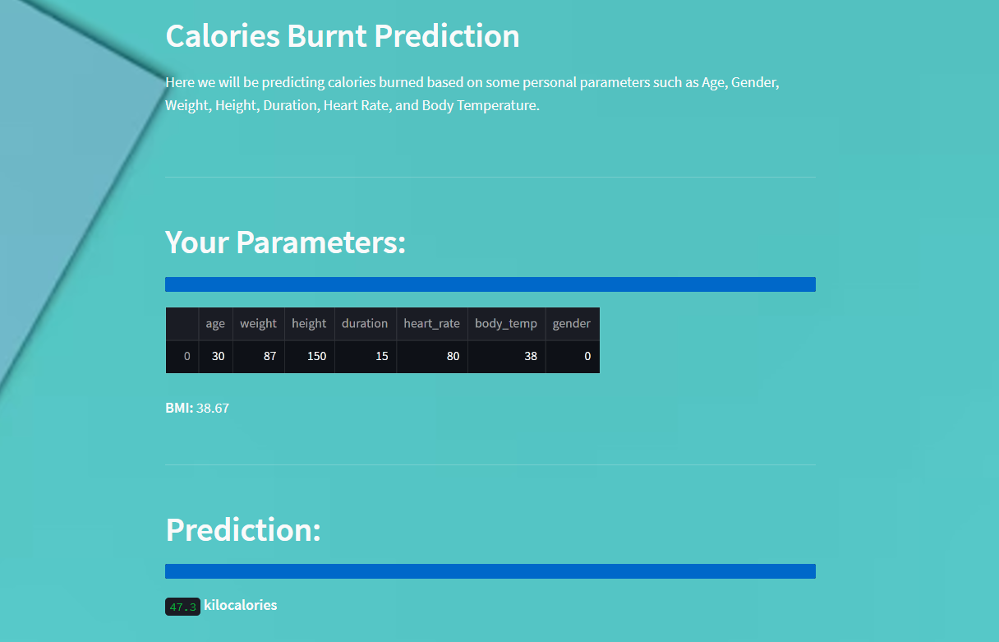 Calories Burnt Prediction
Here we will be predicting calories burned based on some personal parameters such as Age, Gender,
Weight, Height, Duration, Heart Rate, and Body Temperature.
Your Parameters:
age weight height duration heart_rate body_temp gender
0 30 87 150 15 80 38 0
BMI: 38.67
Prediction:
47.3 kilocalories